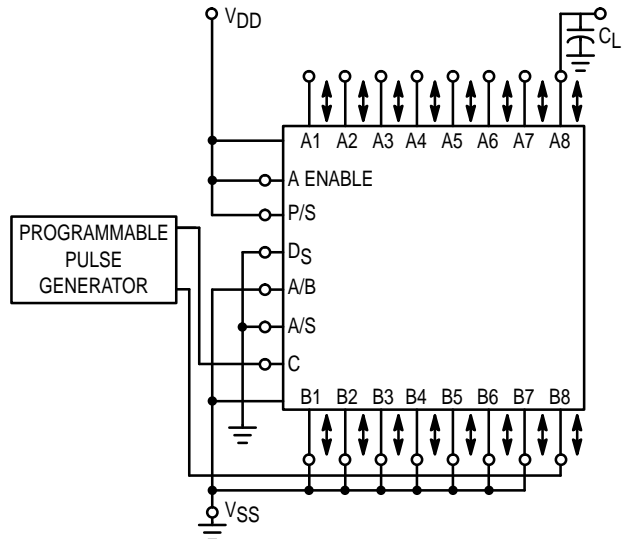 VDD
CL
A1 A2 A3 A4 A5 A6 A7 A8
A ENABLE
P/S
DS
A/B
A/S
C
PROGRAMMABLE
PULSE
GENERATOR
B1 B2 B3 B4 B5 B6 B7 B8
VSS